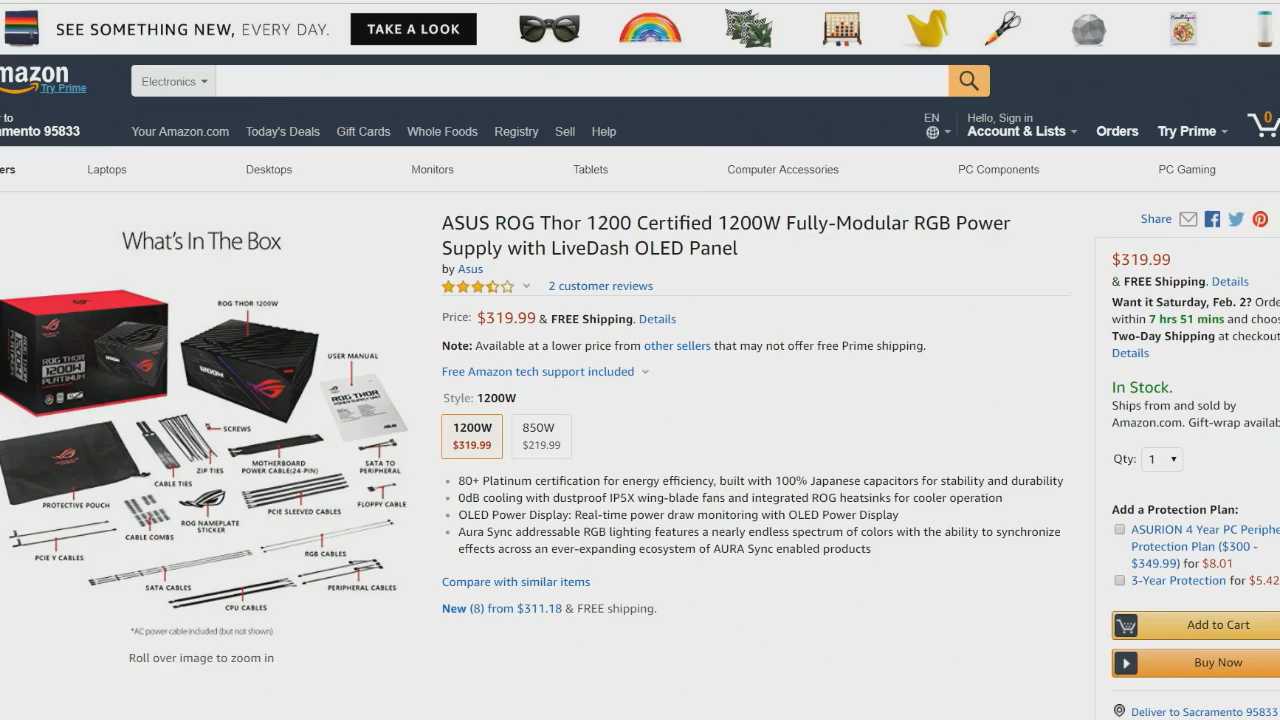 SEE SOMETHING NEW, EVERY DAY.
TAKE A LOOK
mazon
Try Prime
Electronics
to
amento 95833
Your Amazon.com Today's Deals Gift Cards Whole Foods Registry Sell Help
EN
Hello, Sign in
Account & Lists
Orders
Try Prime
0
ers
Laptops
Desktops
Monitors
Tablets
Computer Accessories
PC Components
PC Gaming
What's In The Box
ROG THOR 1200W
USER MANUAL
ROG THOR
1200W
PLATINUM
1200W
ROG THOR
SCREWS
ZIP TIES
CABLE TIES
MOTHERBOARD
POWER CABLE(24-PIN)
SATA TO
PERIPHERAL
PROTECTIVE POUCH
CABLE COMBS
ROG NAMEPLATE
STICKER
PCIE SLEEVED CABLES
FLOPPY CABLE
PCIE Y CABLES
RGB CABLES
SATA CABLES
PERIPHERAL CABLES
CPU CABLES
*AC power cable included (but not shown)
Roll over image to zoom in
ASUS ROG Thor 1200 Certified 1200W Fully-Modular RGB Power
Supply with LiveDash OLED Panel
by Asus
2 customer reviews
Price: $319.99 & FREE Shipping. Details
Note: Available at a lower price from other sellers that may not offer free Prime shipping.
Free Amazon tech support included
Style: 1200W
1200W
$319.99
850W
$219.99
80+ Platinum certification for energy efficiency, built with 100% Japanese capacitors for stability and durability
0dB cooling with dustproof IP5X wing-blade fans and integrated ROG heatsinks for cooler operation
OLED Power Display: Real-time power draw monitoring with OLED Power Display
Aura Sync addressable RGB lighting features a nearly endless spectrum of colors with the ability to synchronize
effects across an ever-expanding ecosystem of AURA Sync enabled products
Compare with similar items
New (8) from $311.18 & FREE shipping.
Share
$319.99
& FREE Shipping. Details
Want it Saturday, Feb. 2? Orde
within 7 hrs 51 mins and choos
Two-Day Shipping at checkout
Details
In Stock.
Ships from and sold by
Amazon.com. Gift-wrap availab
Qty: 1
Add a Protection Plan:
ASURION 4 Year PC Periphe
Protection Plan ($300 -
$349.99) for $8.01
3-Year Protection for $5.42
Add to Cart
Buy Now
Deliver to Sacramento 95833